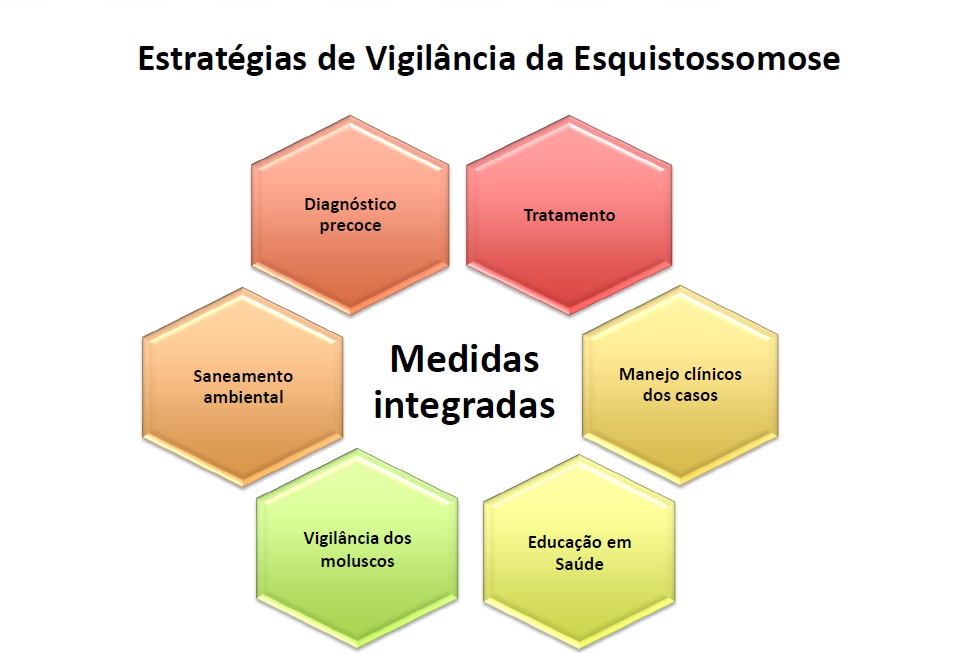 Estratégias de Vigilância da Esquistossomose
Diagnóstico
precoce
Tratamento
Saneamento
ambiental
Medidas
integradas
Manejo clínicos
dos casos
Vigilância dos
moluscos
Educação em
Saúde